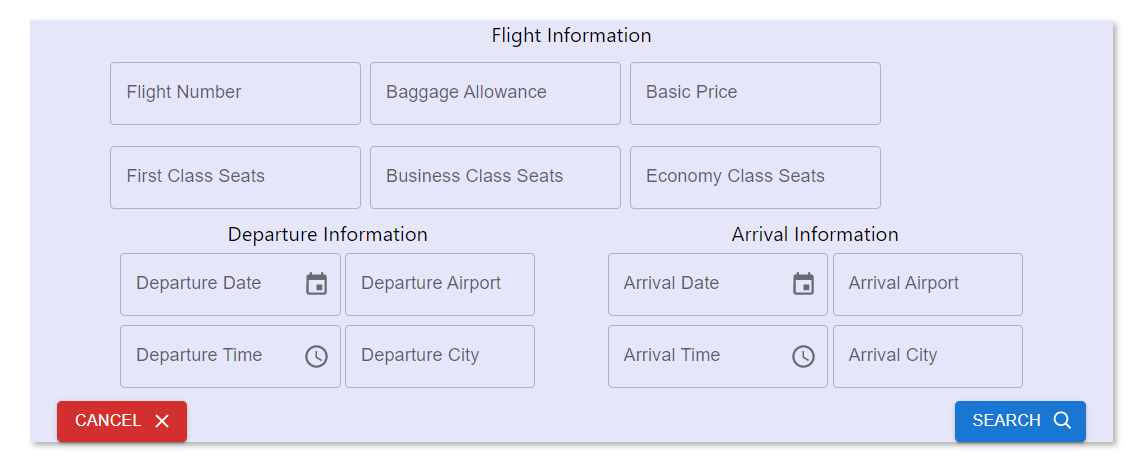 Flight Information
Flight Number
Baggage Allowance
Basic Price
First Class Seats
Business Class Seats
Economy Class Seats
Departure Information
Departure Date
Departure Airport
Departure Time
Departure City
Arrival Information
Arrival Date
Arrival Airport
Arrival Time
Arrival City
CANCEL
SEARCH